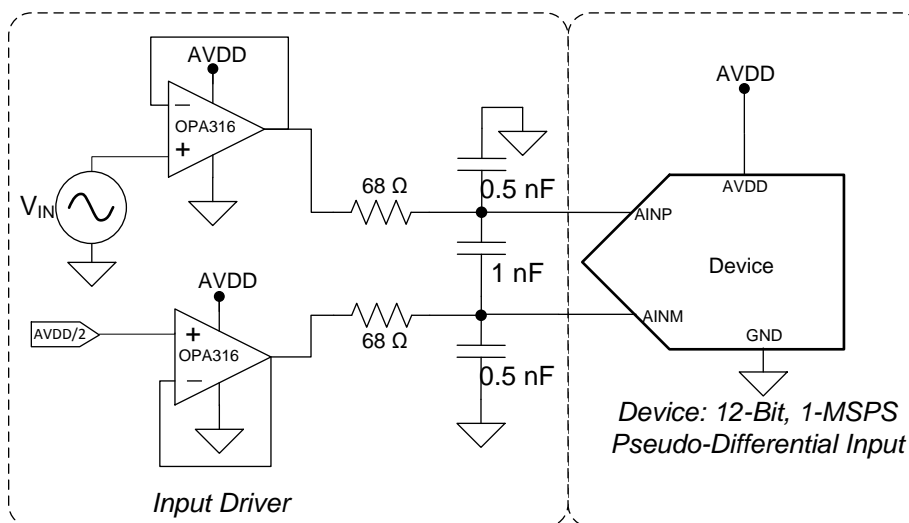 AVDD
OPA316
−
+
VIN
68 Ω
0.5 nF
1 nF
AVDD
AVDD/2
+
OPA316
−
68 Ω
0.5 nF
Input Driver
AVDD
AVDD
AINP
Device
AINM
GND
Device: 12-Bit, 1-MSPS
Pseudo-Differential Input